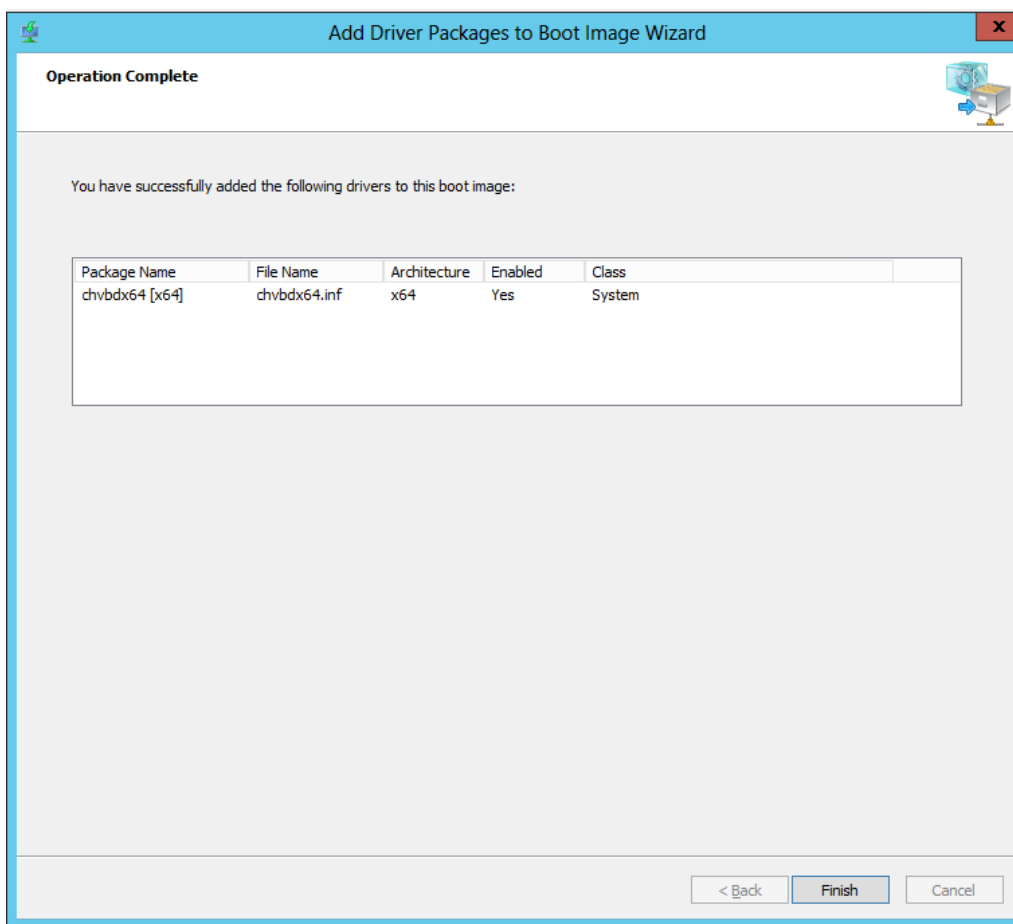 Add Driver Packages to Boot Image Wizard
x
Operation Complete
You have successfully added the following drivers to this boot image:
Package Name File Name Architecture Enabled Class
chvbdx64 [x64] chvbdx64.inf x64 Yes System
< Back Finish Cancel